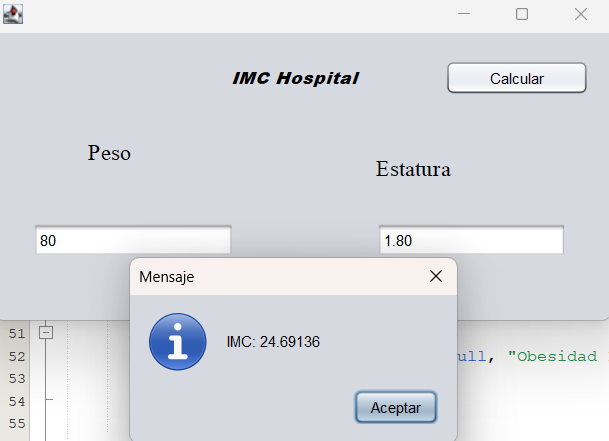 IMC Hospital
Calcular
Peso
Estatura
80
1.80
Mensaje
IMC: 24.69136
Aceptar
51
52 ull, "Obesidad
53
54
55